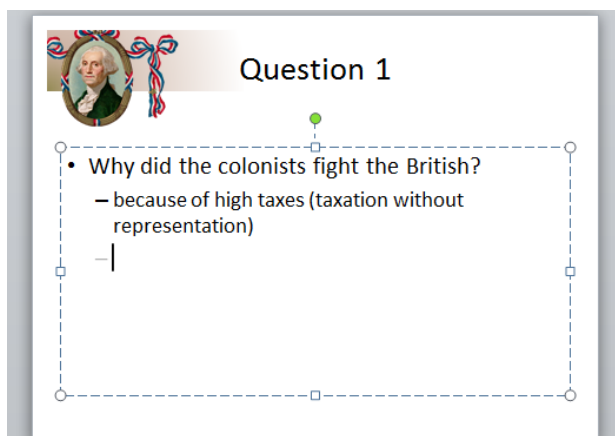 Question 1
• Why did the colonists fight the British?
– because of high taxes (taxation without
representation)
–